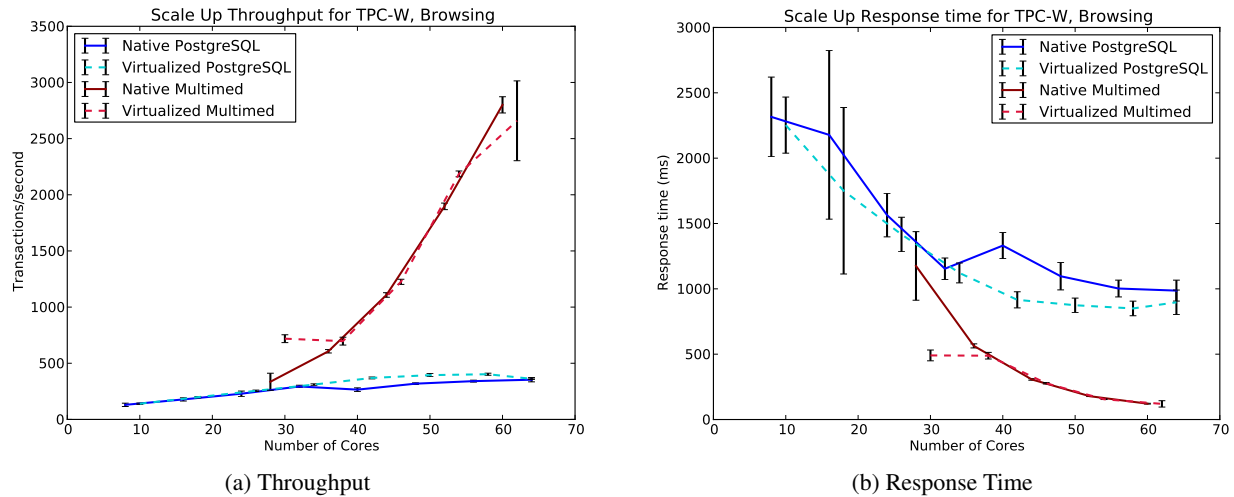 Scale Up Throughput for TPC-W, Browsing
3500
3000
2500
2000
1500
1000
500
0
Transactions/second
Native PostgreSQL
Virtualized PostgreSQL
Native Multimed
Virtualized Multimed
0 10 20 30 40 50 60 70
Number of Cores
(a) Throughput
Scale Up Response time for TPC-W, Browsing
3000
2500
2000
1500
1000
500
0
Response time (ms)
Native PostgreSQL
Virtualized PostgreSQL
Native Multimed
Virtualized Multimed
0 10 20 30 40 50 60 70
Number of Cores
(b) Response Time